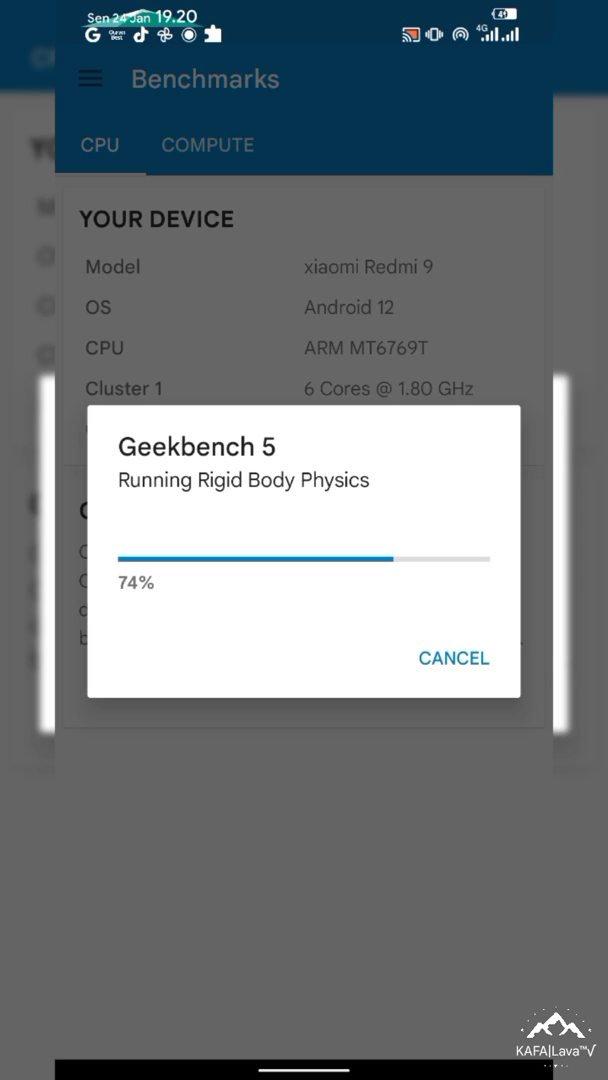 Sen 24 Jan 19.20
4G
Benchmarks
CPU COMPUTE
YOUR DEVICE
Model xiaomi Redmi 9
OS Android 12
CPU ARM MT6769T
Cluster 1 6 Cores @ 1.80 GHz
Geekbench 5
Running Rigid Body Physics
74%
CANCEL
KAFA|Lava™√